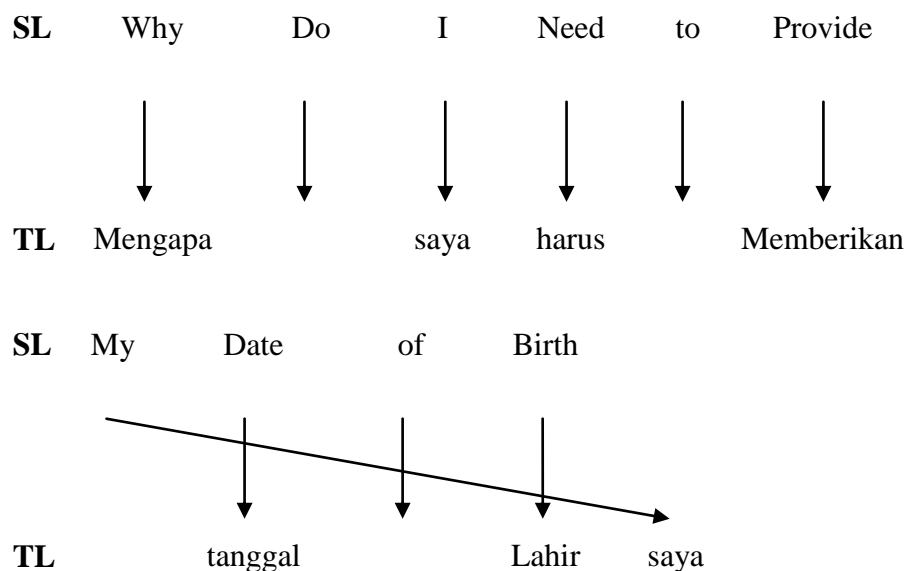 SL Why Do I Need to Provide
TL Mengapa saya harus Memberikan
SL My Date of Birth
TL tanggal Lahir saya